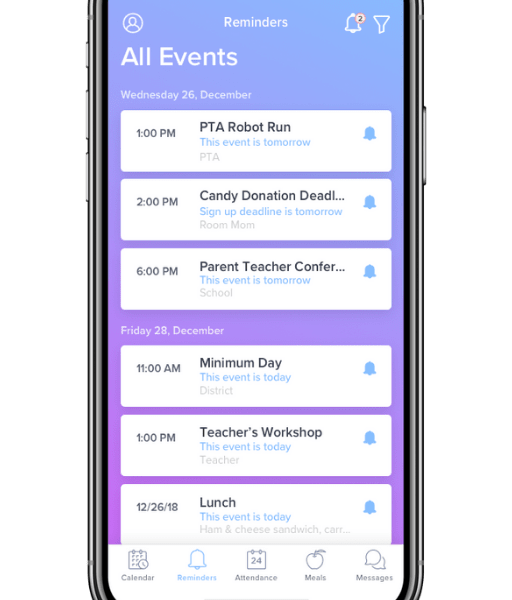 Reminders
2
All Events
Wednesday 26, December
1:00 PM
PTA Robot Run
This event is tomorrow
PTA
2:00 PM
Candy Donation Deadl...
Sign up deadline is tomorrow
Room Mom
6:00 PM
Parent Teacher Confer...
This event is tomorrow
School
Friday 28, December
11:00 AM
Minimum Day
This event is today
District
1:00 PM
Teacher's Workshop
This event is today
Teacher
12/26/18
Lunch
This event is today
Ham & cheese sandwich, carr...
24
Calendar
Reminders
Attendance
Meals
Messages